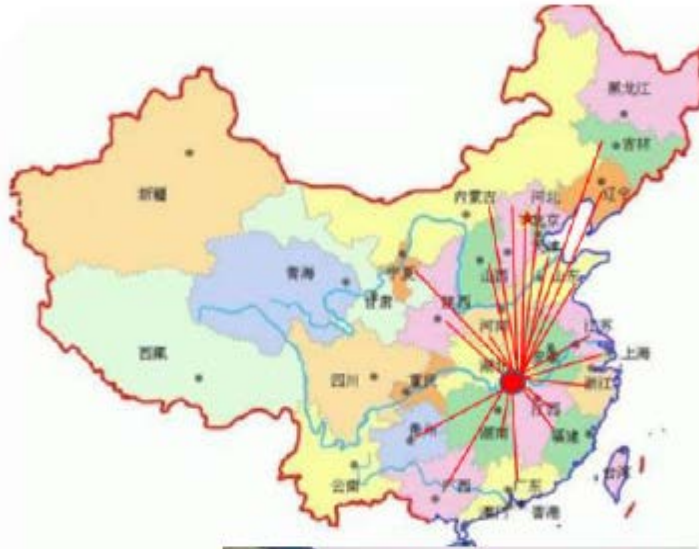 黑龙江
吉林
辽宁
新疆
内蒙古
河北
北京
青海
宁夏
山西
山东
甘肃
陕西
河南
江苏
西藏
上海
四川
重庆
湖北
安徽
浙江
江西
贵州
湖南
福建
云南
广西
广东
台湾
澳门
香港